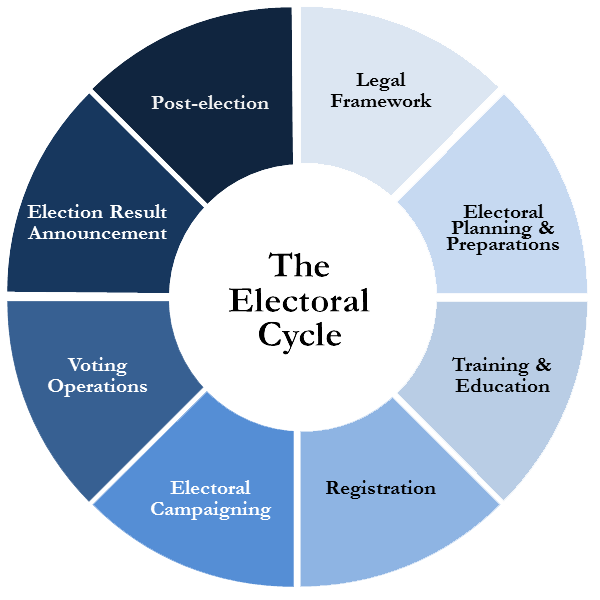 Legal
Framework
Electoral
Planning &
Preparations
Training &
Education
Registration
Electoral
Campaigning
Voting
Operations
Election Result
Announcement
Post-election
The
Electoral
Cycle